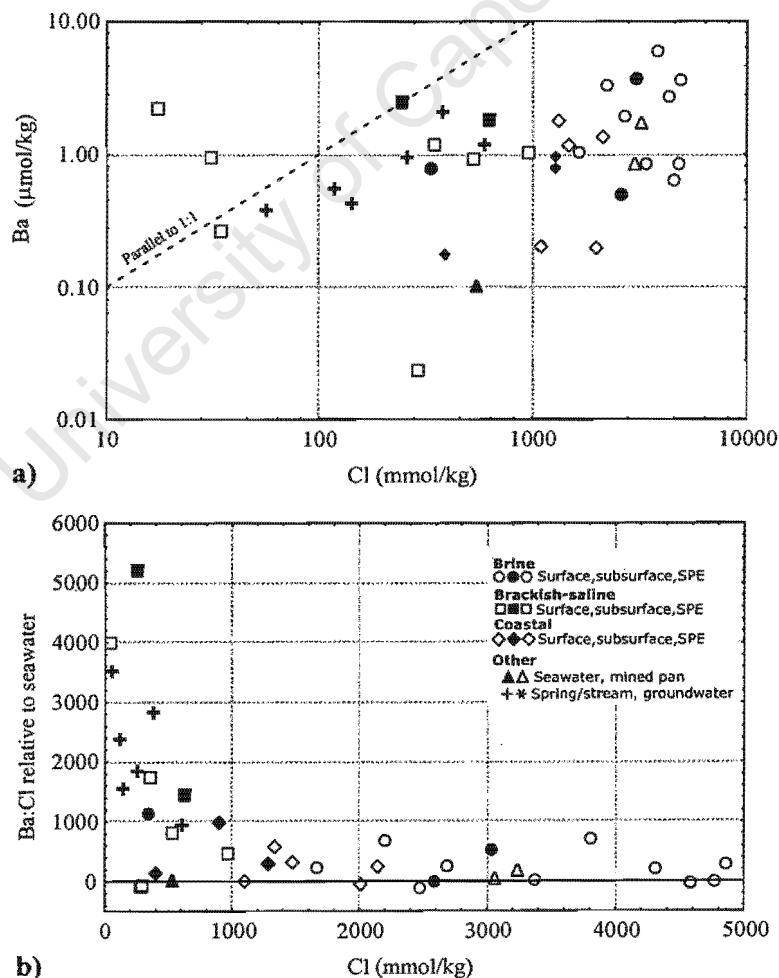 10.00
1.00
0.10
0.01
Ba (μmol/kg)
Parallel to 1:1
University of Cape
10
100
1000
10000
a)
Cl (mmol/kg)
6000
5000
4000
3000
2000
1000
0
Ba:Cl relative to seawater
Brine
Surface,subsurface,SPE
Brackish-saline
Surface,subsurface,SPE
Coastal
Surface,subsurface,SPE
Other
Seawater, mined pan
Spring/stream, groundwater
0
1000
2000
3000
4000
5000
b)
Cl (mmol/kg)